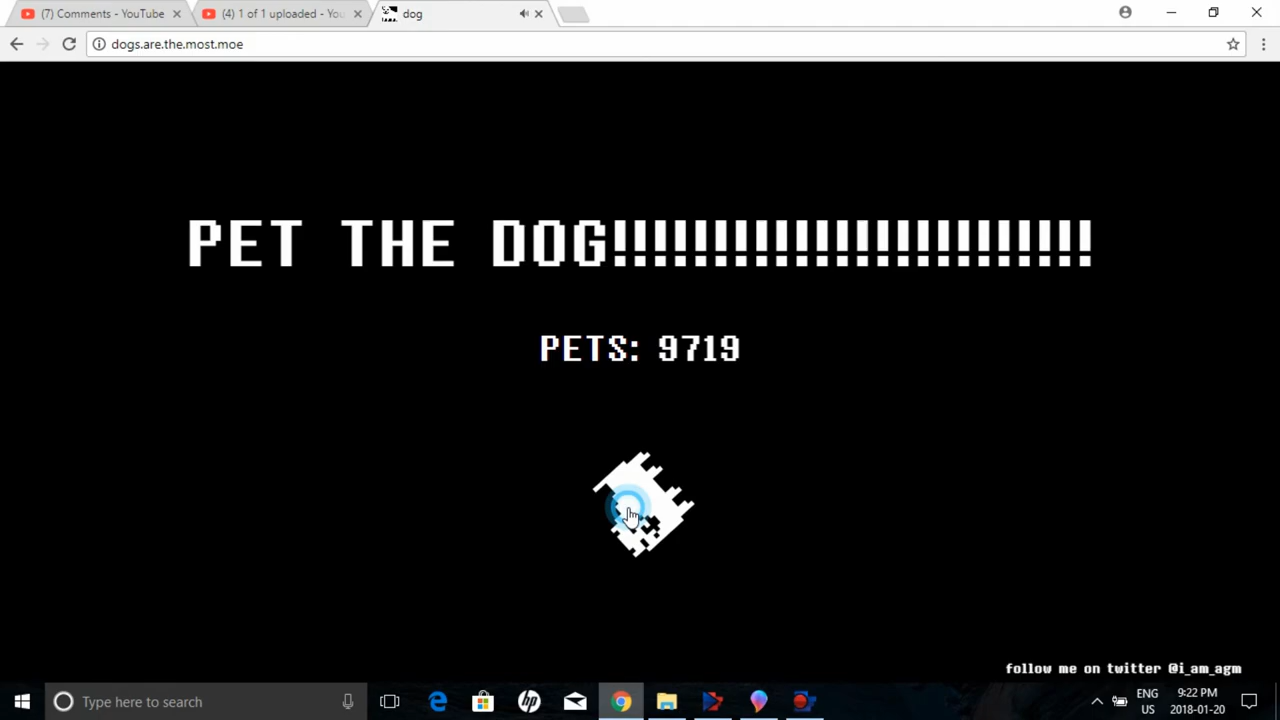 (7) Comments - YouTube
(4) 1 of 1 uploaded - You
dog
dogs.are.the.most.moe
PET THE DOG!!!!!!!!!!!!!!!!!!!!!!!!
PETS: 9719
follow me on twitter @i_am_agm
Type here to search
hp
ENG
US
9:22 PM
2018-01-20